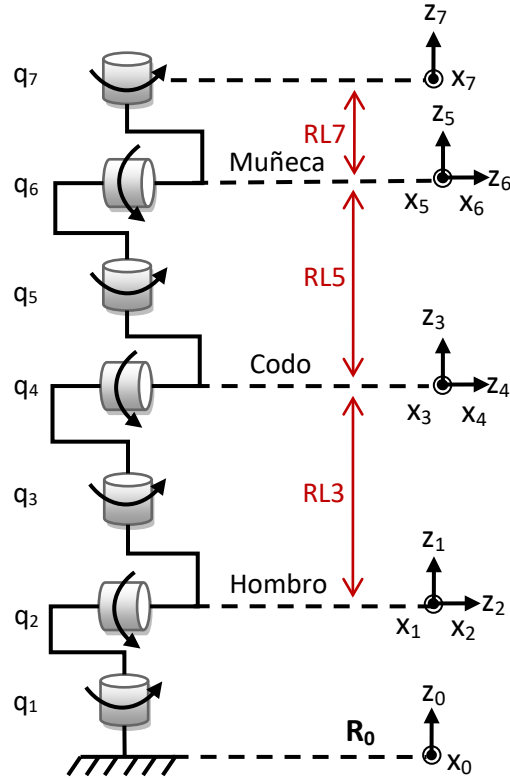 z₇
q₇
x₇
RL7
z₅
Muñeca
q₆
z₆
x₅
x₆
q₅
RL5
z₃
Codo
q₄
z₄
x₃
x₄
q₃
RL3
z₁
Hombro
q₂
z₂
x₁
x₂
q₁
z₀
R₀
x₀